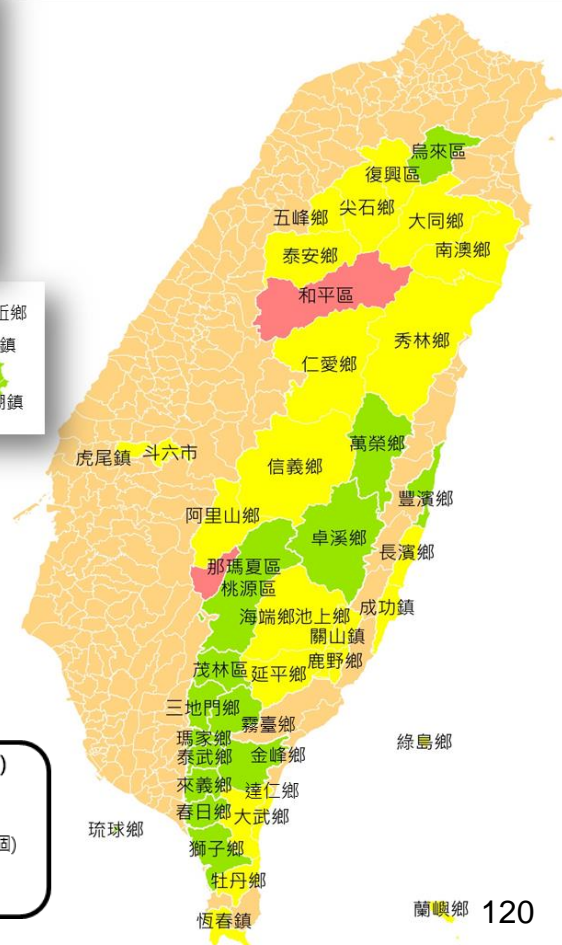 烏來區
復興區
尖石鄉
五峰鄉
大同鄉
南澳鄉
泰安鄉
和平區
近鄉
鎮
湖鎮
秀林鄉
仁愛鄉
萬榮鄉
虎尾鎮
斗六市
信義鄉
豐濱鄉
阿里山鄉
卓溪鄉
長濱鄉
那瑪夏區
桃源區
成功鎮
海端鄉
池上鄉
關山鎮
茂林區
延平鄉
鹿野鄉
三地門鄉
霧臺鄉
瑪家鄉
泰武鄉
金峰鄉
綠島鄉
)
來義鄉
達仁鄉
春日鄉
大武鄉
琉球鄉
個)
獅子鄉
牡丹鄉
恆春鎮
蘭嶼鄉
120